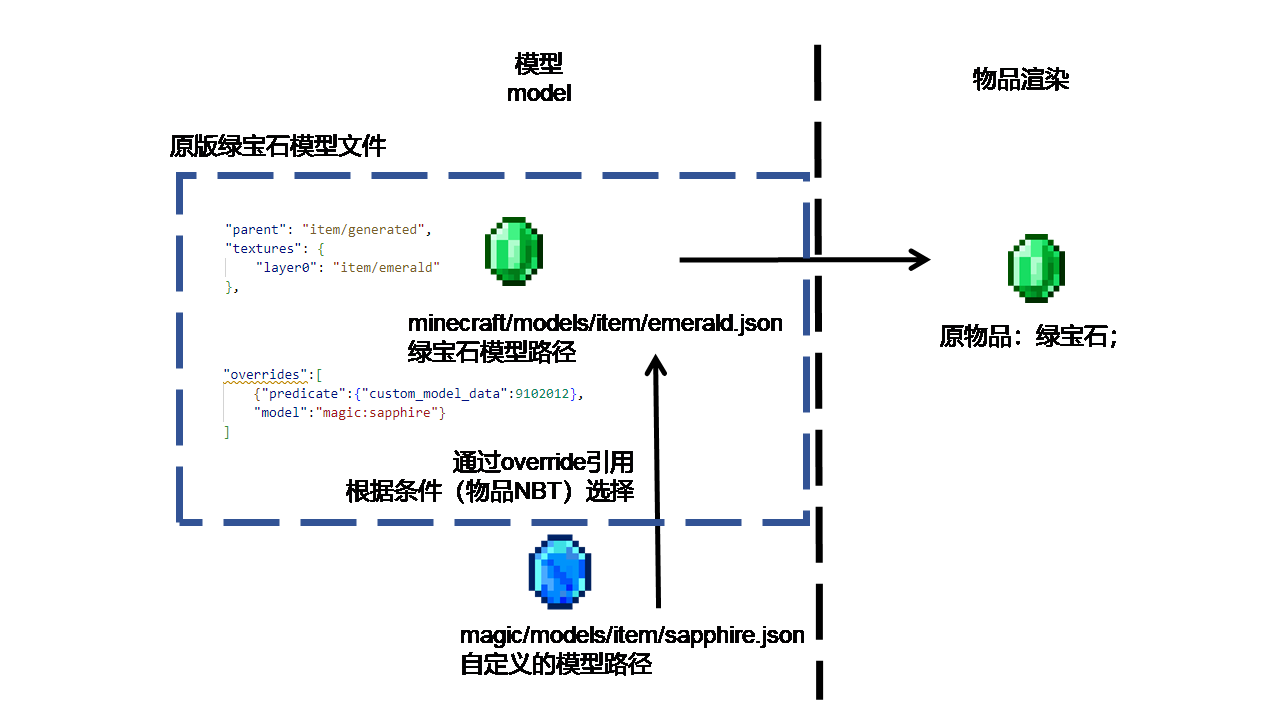 模型
model
物品渲染
原版绿宝石模型文件
"parent": "item/generated",
"textures": {
"layer0": "item/emerald"
},
minecraft/models/item/emerald.json
绿宝石模型路径
原物品：绿宝石；
"overrides":[
{"predicate":{"custom_model_data":9102012},
"model":"magic:sapphire"}
]
通过override引用
根据条件（物品NBT）选择
magic/models/item/sapphire.json
自定义的模型路径